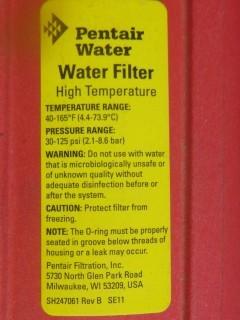 Pentair
Water
Water Filter
High Temperature
TEMPERATURE RANGE:
40-165°F (4.4-73.9°C)
PRESSURE RANGE:
30-125 psi (2.1-8.6 bar)
WARNING: Do not use with water
that is microbiologically unsafe or
of unknown quality without
adequate disinfection before or
after the system.
CAUTION: Protect filter from
freezing.
NOTE: The O-ring must be properly
seated in groove below threads of
housing or a leak may occur.
Pentair Filtration, Inc.
5730 North Glen Park Road
Milwaukee, WI 53209, USA
SH247061 Rev B SE11